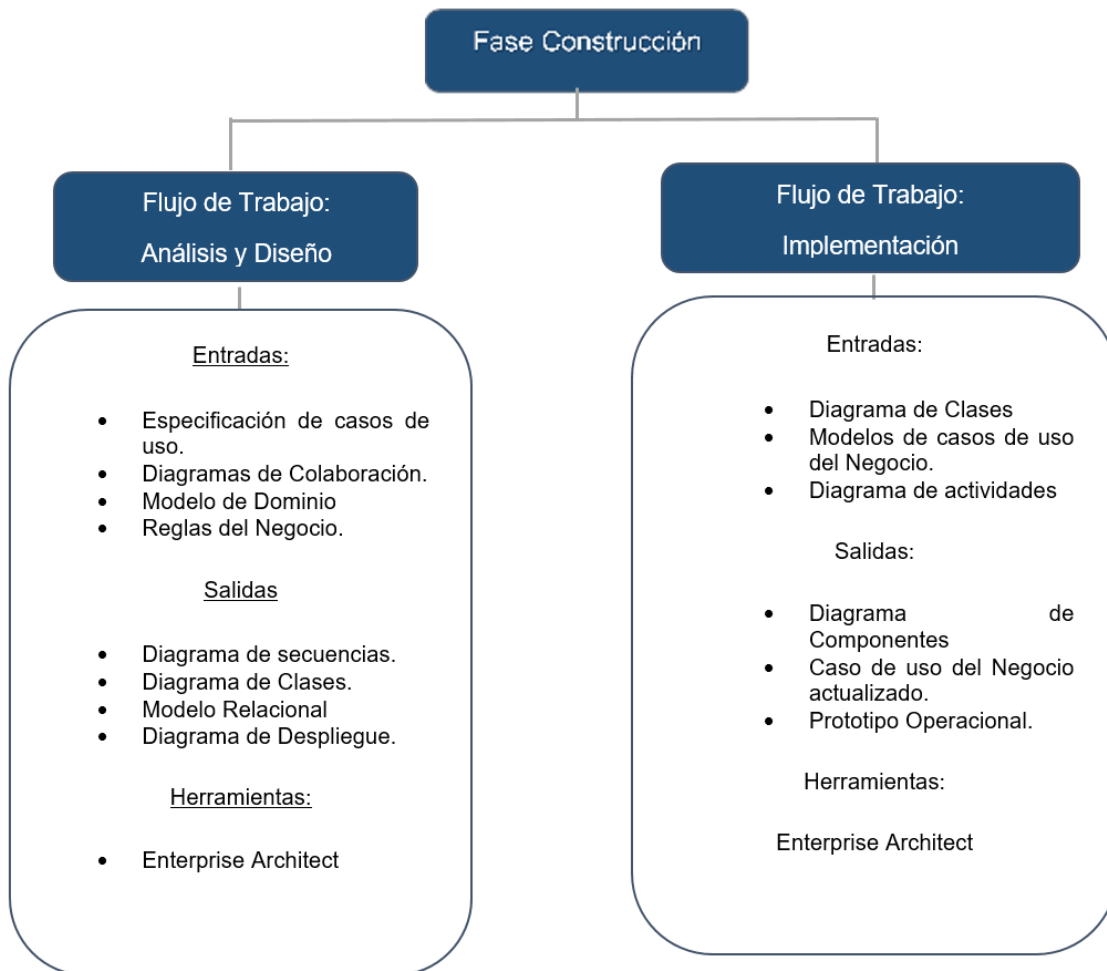 Fase Construcción
Flujo de Trabajo:
Análisis y Diseño
Entradas:
• Especificación de casos de
uso.
• Diagramas de Colaboración.
• Modelo de Dominio
• Reglas del Negocio.
Salidas
• Diagrama de secuencias.
• Diagrama de Clases.
• Modelo Relacional
• Diagrama de Despliegue.
Herramientas:
• Enterprise Architect
Flujo de Trabajo:
Implementación
Entradas:
• Diagrama de Clases
• Modelos de casos de uso
del Negocio.
• Diagrama de actividades
Salidas:
• Diagrama de
Componentes
• Caso de uso del Negocio
actualizado.
• Prototipo Operacional.
Herramientas:
Enterprise Architect